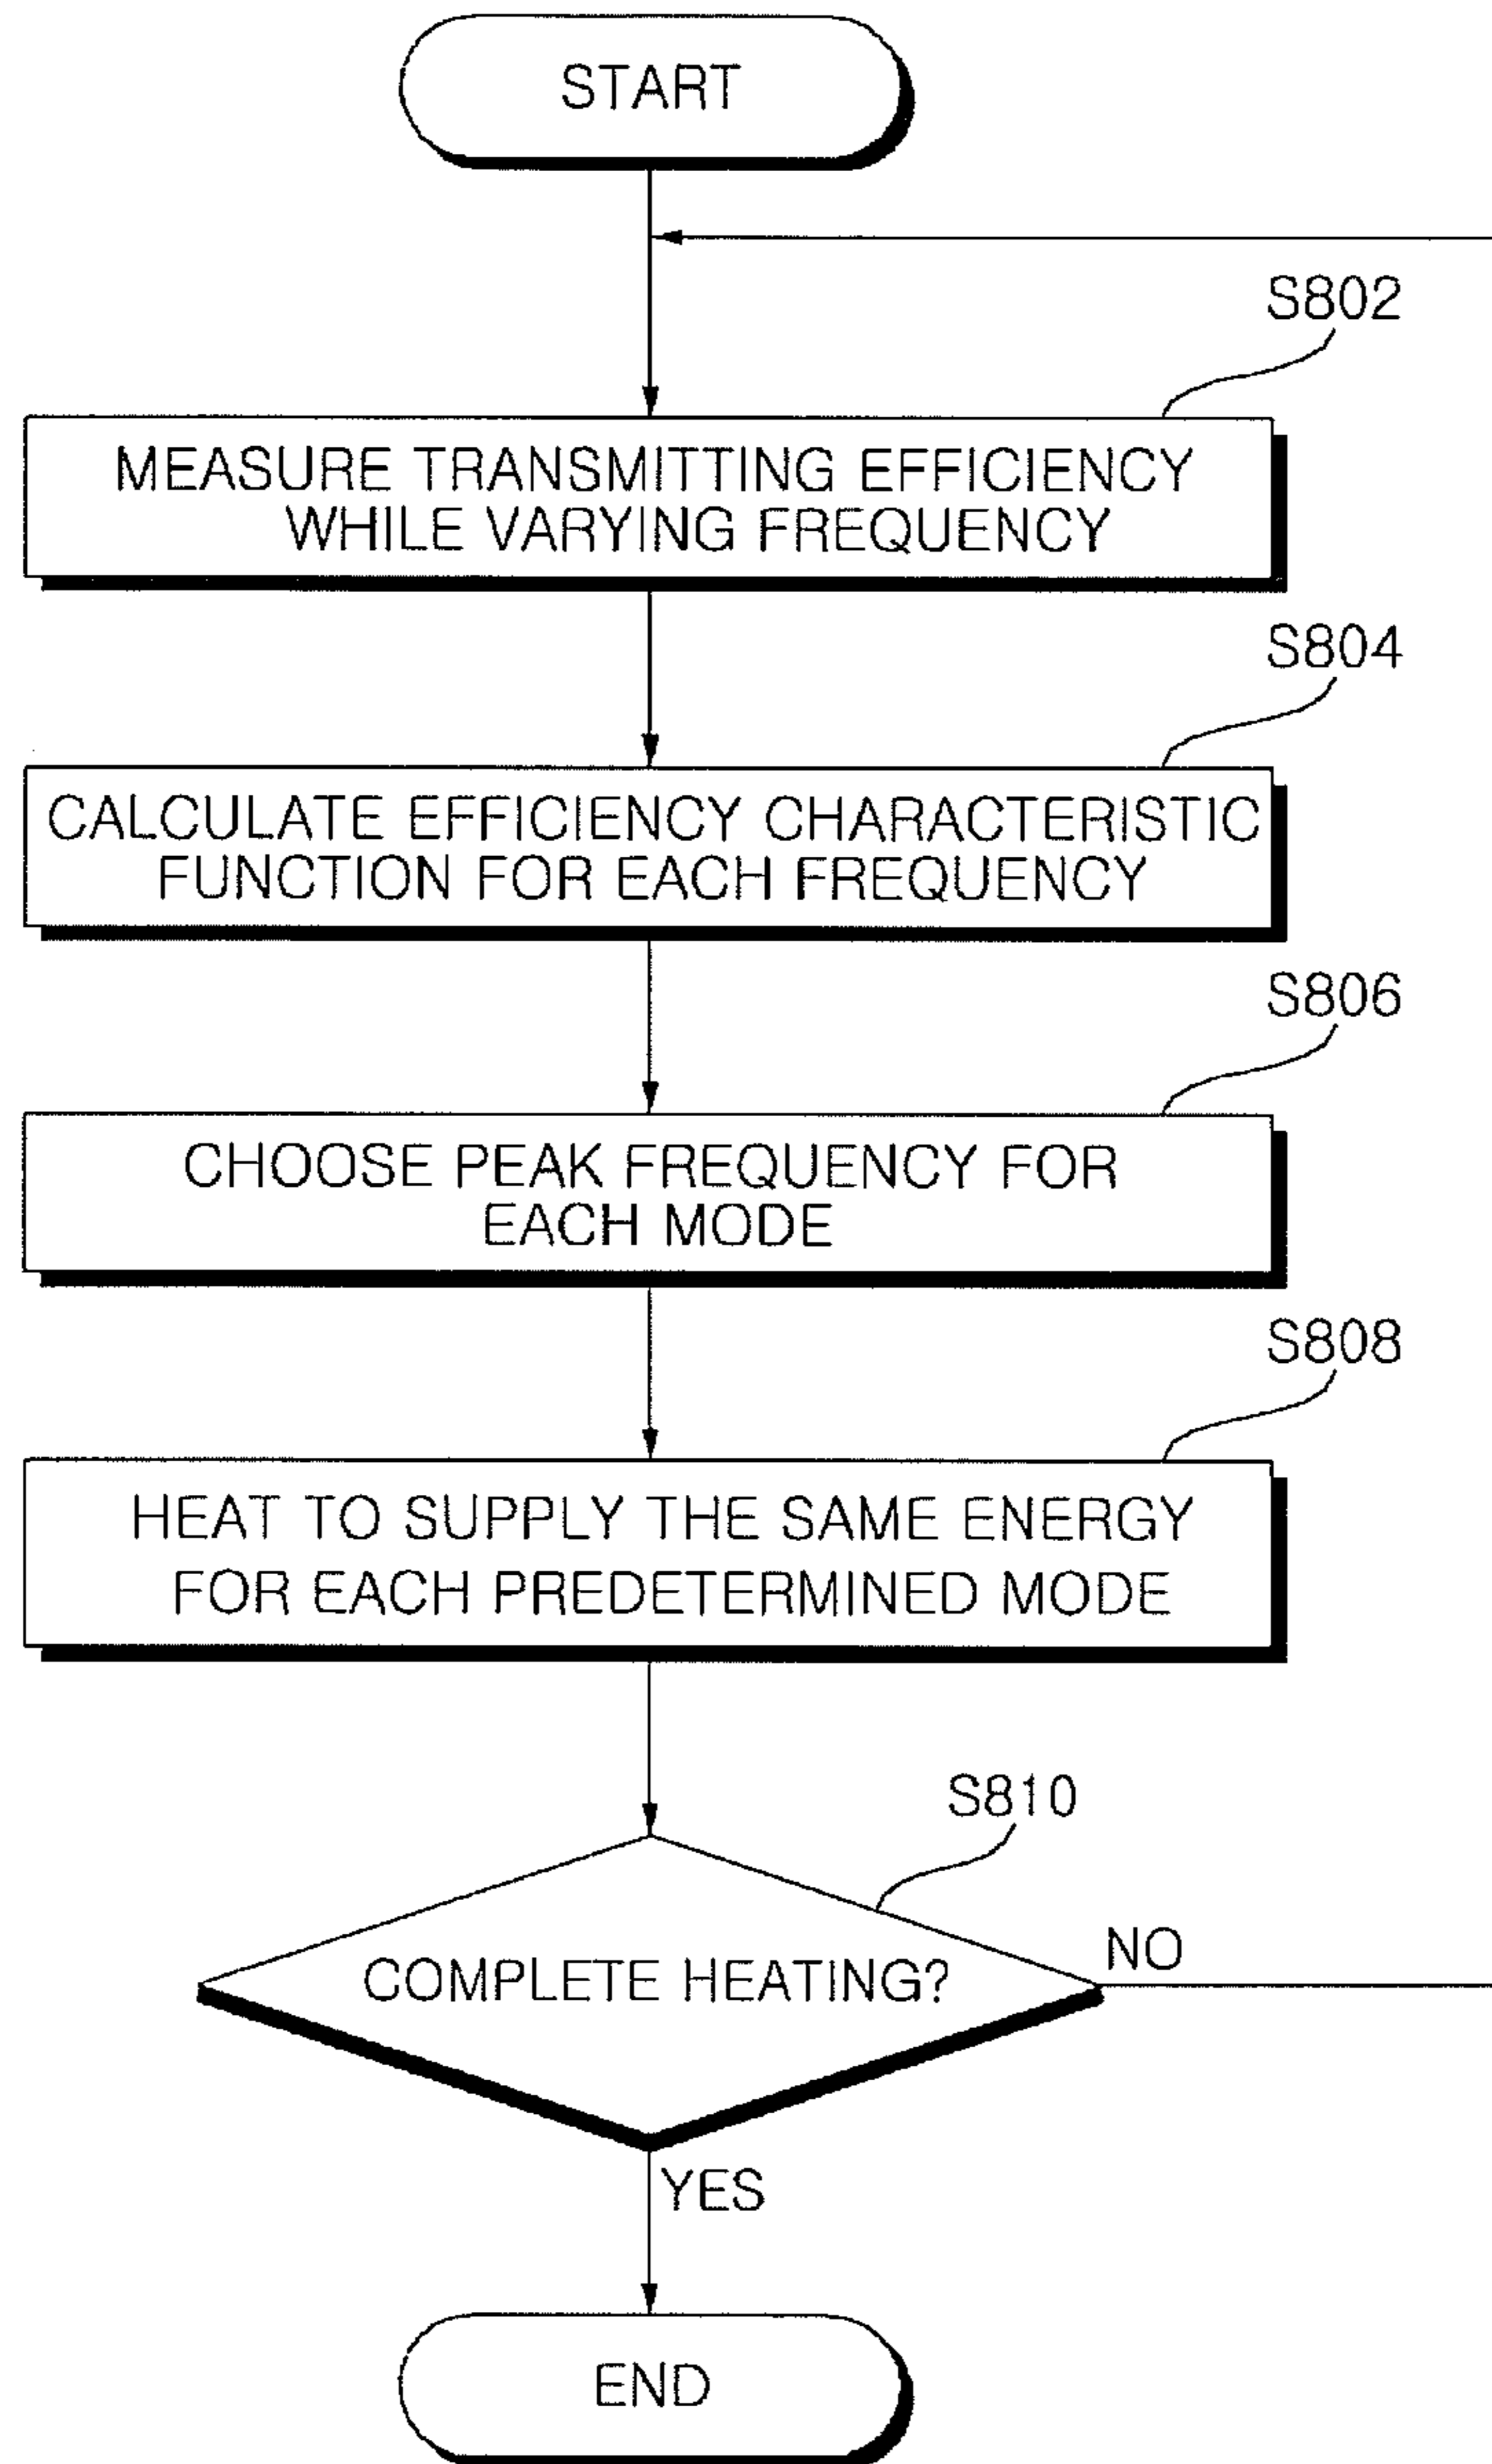 START
S802
MEASURE TRANSMITTING EFFICIENCY
WHILE VARYING FREQUENCY
S804
CALCULATE EFFICIENCY CHARACTERISTIC
FUNCTION FOR EACH FREQUENCY
S806
CHOOSE PEAK FREQUENCY FOR
EACH MODE
S808
HEAT TO SUPPLY THE SAME ENERGY
FOR EACH PREDETERMINED MODE
S810
COMPLETE HEATING?
NO
YES
END